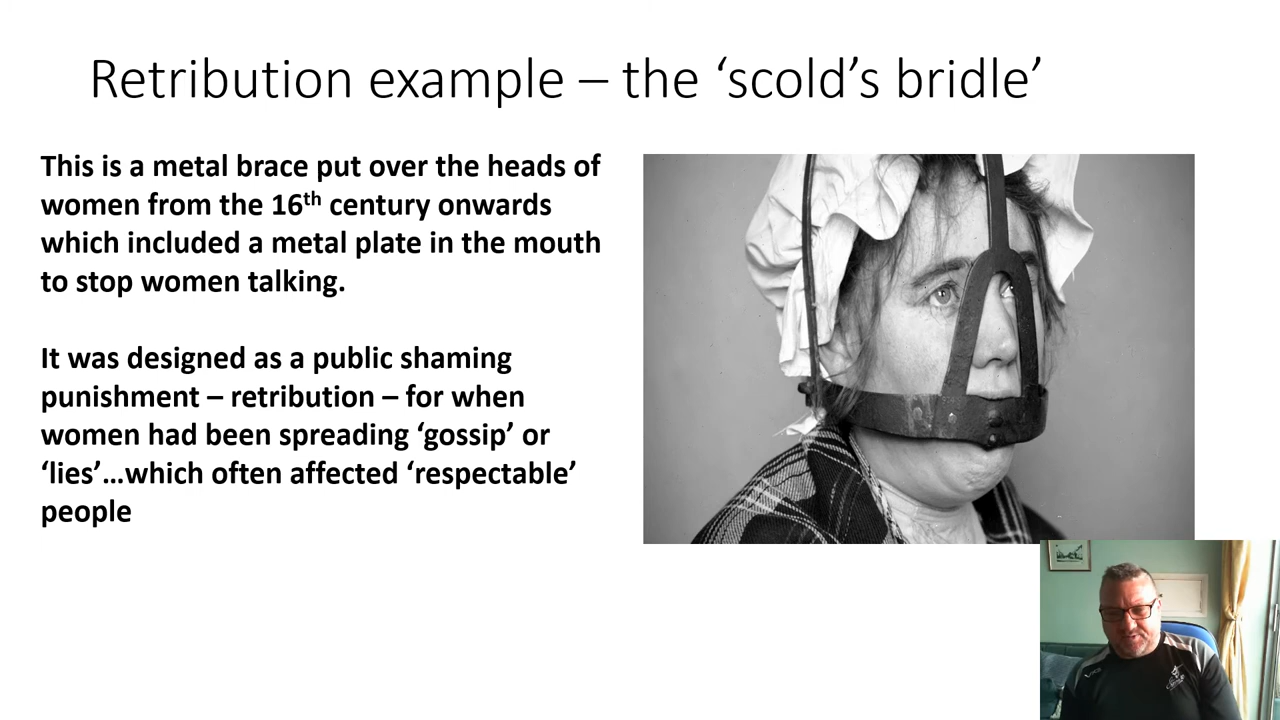 Retribution example – the ‘scold’s bridle’
This is a metal brace put over the heads of
women from the 16th century onwards
which included a metal plate in the mouth
to stop women talking.
It was designed as a public shaming
punishment – retribution – for when
women had been spreading ‘gossip’ or
‘lies’…which often affected ‘respectable’
people